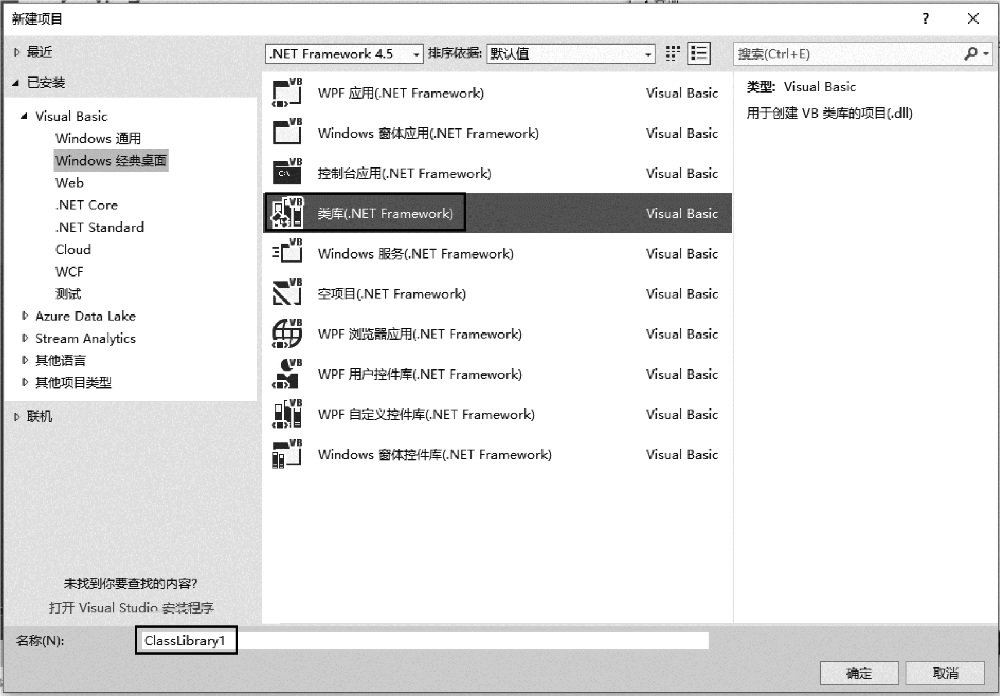 新建项目
?
最近
.NET Framework 4.5
排序依据:
默认值
搜索(Ctrl+E)
已安装
Visual Basic
Windows 通用
Windows 经典桌面
Web
.NET Core
.NET Standard
Cloud
WCF
测试
Azure Data Lake
Stream Analytics
其他语言
其他项目类型
联机
未找到你要查找的内容?
打开 Visual Studio 安装程序
VB WPF 应用(.NET Framework) Visual Basic
VB Windows 窗体应用(.NET Framework) Visual Basic
VB C:\ 控制台应用(.NET Framework) Visual Basic
VB 类库(.NET Framework) Visual Basic
VB Windows 服务(.NET Framework) Visual Basic
VB 空项目(.NET Framework) Visual Basic
VB WPF 浏览器应用(.NET Framework) Visual Basic
VB WPF 用户控件库(.NET Framework) Visual Basic
VB WPF 自定义控件库(.NET Framework) Visual Basic
VB Windows 窗体控件库(.NET Framework) Visual Basic
类型: Visual Basic
用于创建 VB 类库的项目(.dll)
名称(N):
ClassLibrary1
确定
取消